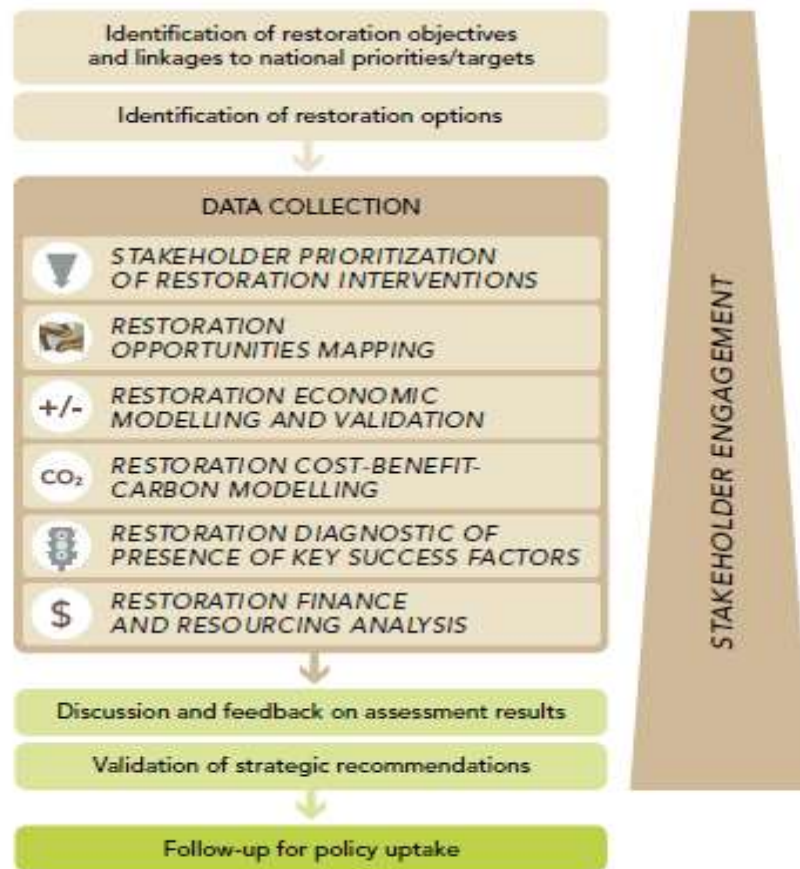 Identification of restoration objectives
and linkages to national priorities/targets
Identification of restoration options
DATA COLLECTION
STAKEHOLDER PRIORITIZATION
OF RESTORATION INTERVENTIONS
RESTORATION
OPPORTUNITIES MAPPING
+/-
RESTORATION ECONOMIC
MODELLING AND VALIDATION
CO₂
RESTORATION COST-BENEFIT-
CARBON MODELLING
RESTORATION DIAGNOSTIC OF
PRESENCE OF KEY SUCCESS FACTORS
$
RESTORATION FINANCE
AND RESOURCING ANALYSIS
Discussion and feedback on assessment results
Validation of strategic recommendations
Follow-up for policy uptake
STAKEHOLDER ENGAGEMENT